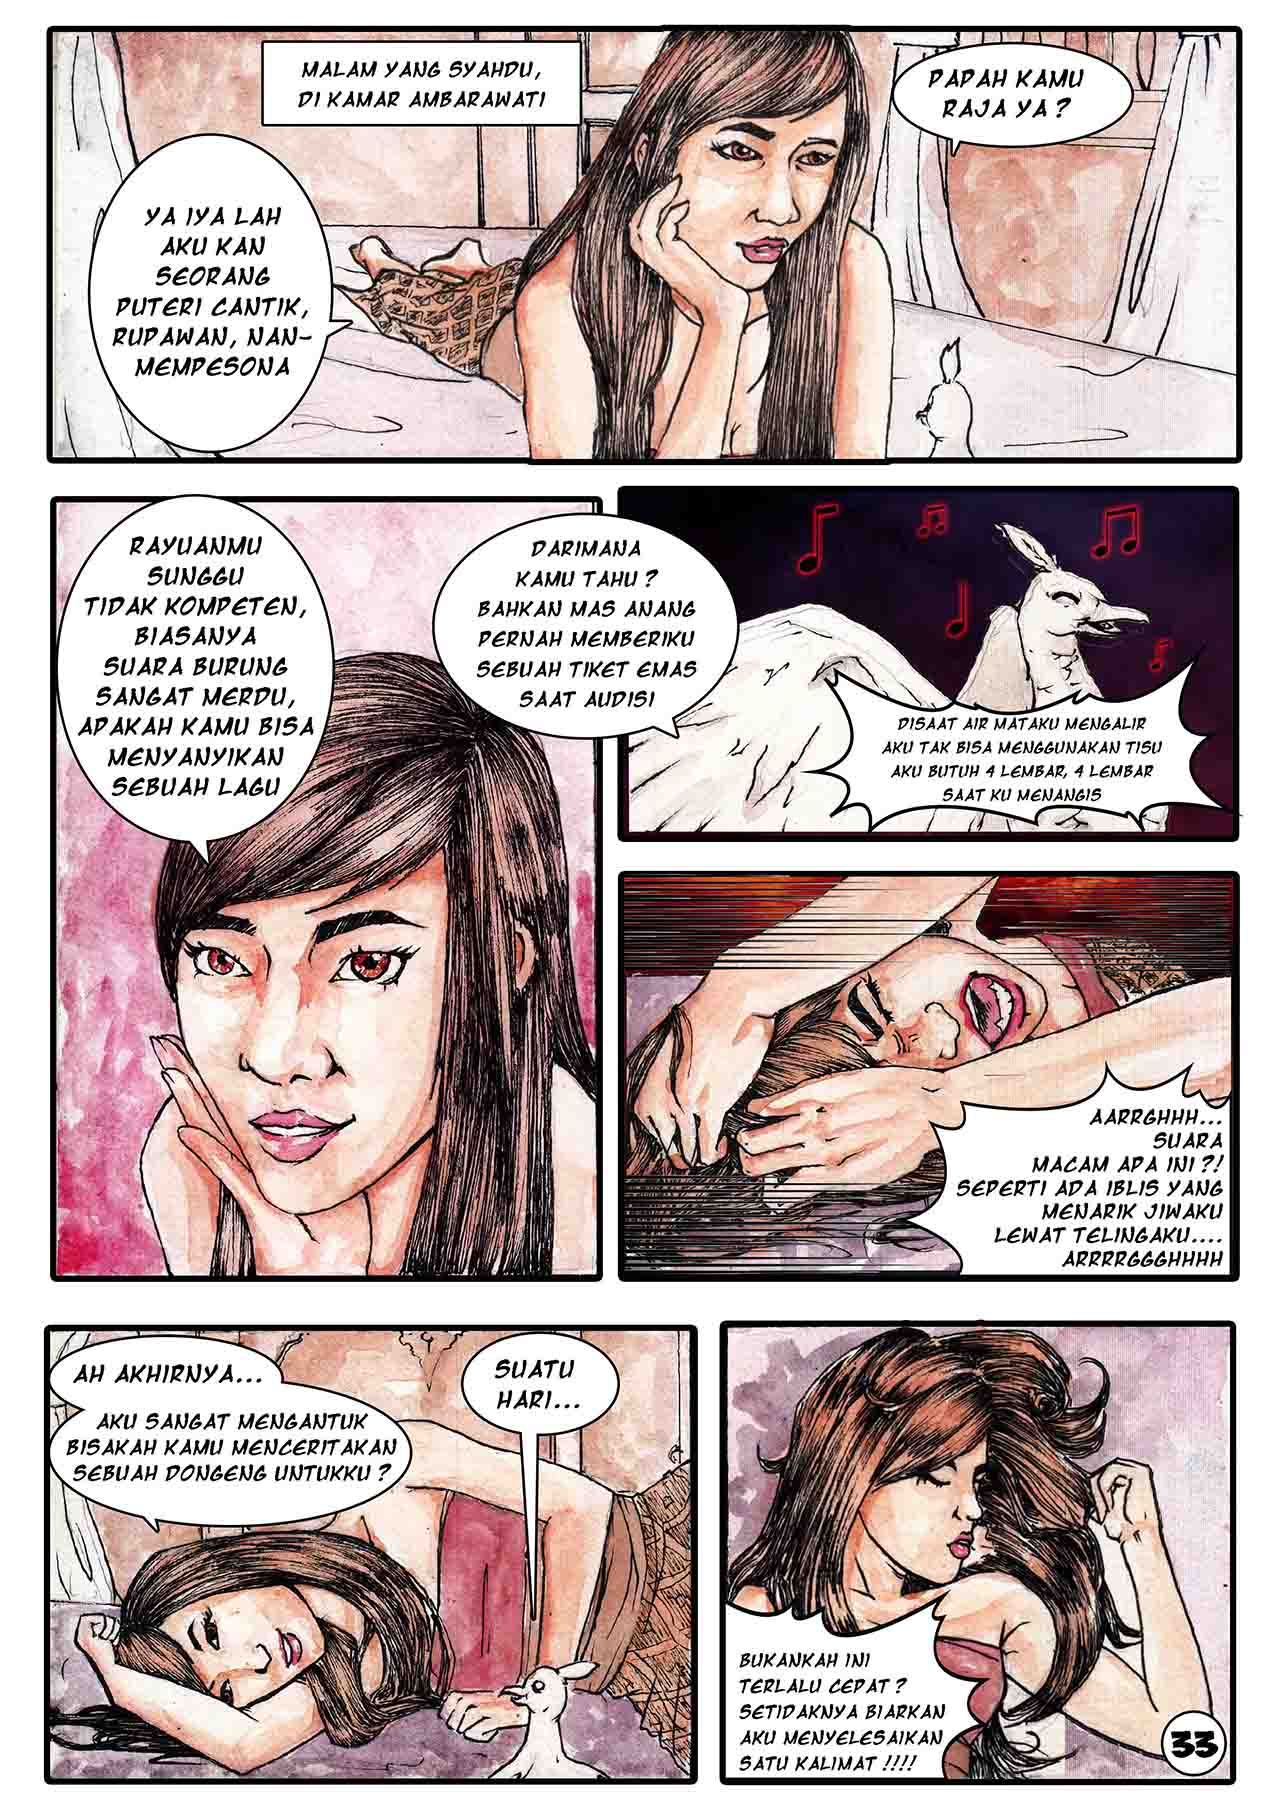 MALAM YANG SYAHDU,
DI KAMAR AMBARAWATI
PAPAH KAMU
RAJA YA ?
YA IYA LAH
AKU KAN
SEORANG
PUTERI CANTIK,
RUPAWAN, NAN-
MEMPESONA
RAYUANMU
SUNGGU
TIDAK KOMPETEN,
BIASANYA
SUARA BURUNG
SANGAT MERDU,
APAKAH KAMU BISA
MENYANYIKAN
SEBUAH LAGU
DARIMANA
KAMU TAHU ?
BAHKAN MAS ANANG
PERNAH MEMBERIKU
SEBUAH TIKET EMAS
SAAT AUDISI
DISAAT AIR MATAKU MENGALIR
AKU TAK BISA MENGGUNAKAN TISU
AKU BUTUH 4 LEMBAR, 4 LEMBAR
SAAT KU MENANGIS
AARRGHHH...
SUARA
MACAM APA INI ?!
SEPERTI ADA IBLIS YANG
MENARIK JIWAKU
LEWAT TELINGAKU....
ARRRRGGGHHHH
AH AKHIRNYA...
AKU SANGAT MENGANTUK
BISAKAH KAMU MENCERITAKAN
SEBUAH DONGENG UNTUKKU ?
SUATU
HARI...
BUKANKAH INI
TERLALU CEPAT ?
SETIDAKNYA BIARKAN
AKU MENYELESAIKAN
SATU KALIMAT !!!!
33